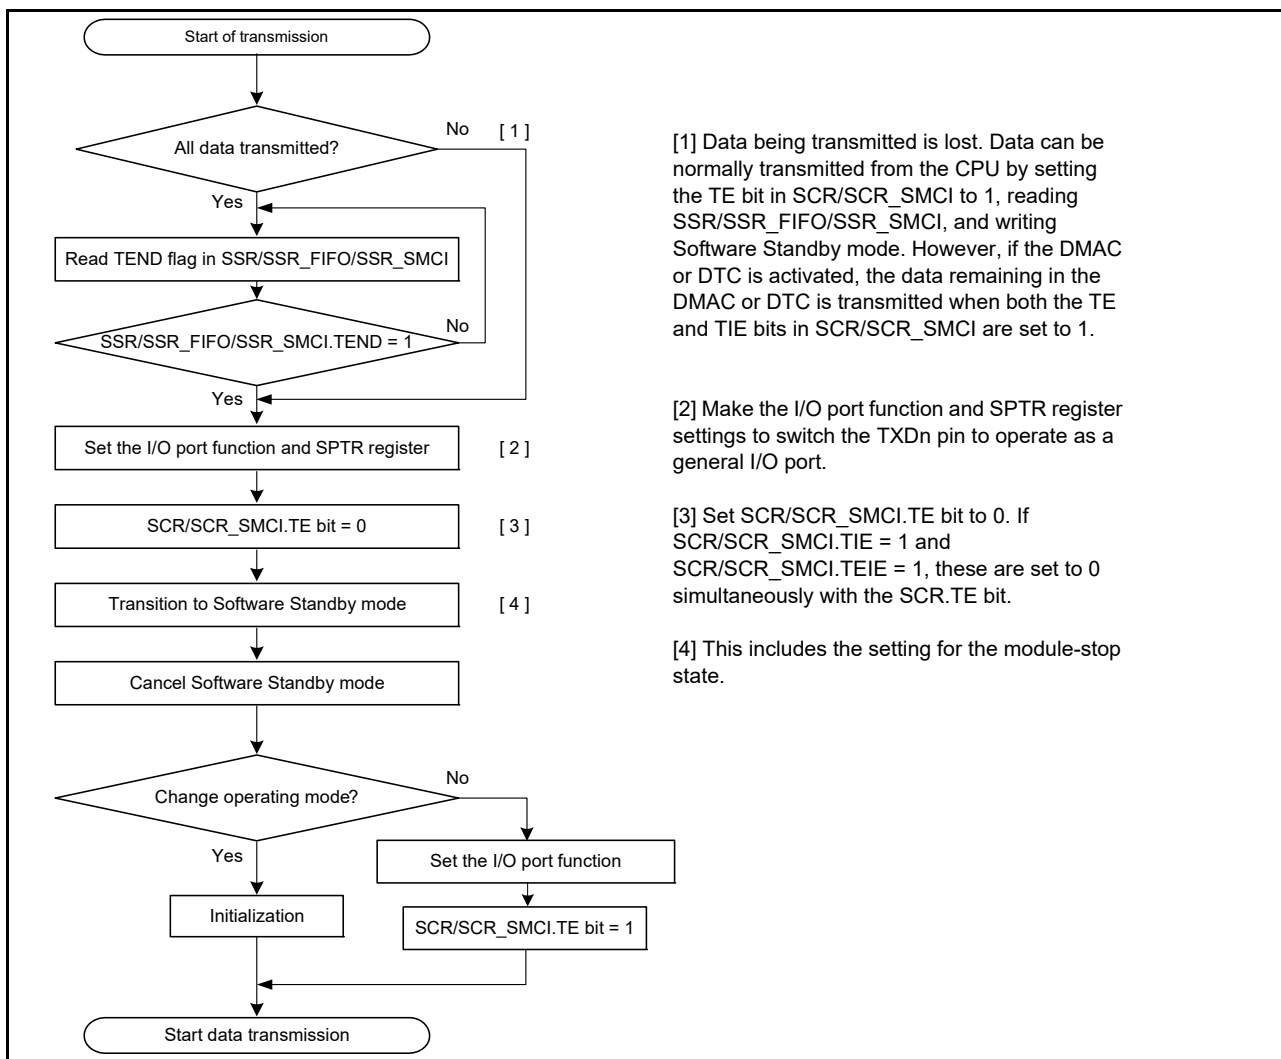 Start of transmission
All data transmitted?
No [ 1 ]
Yes
Read TEND flag in SSR/SSR_FIFO/SSR_SMCI
SSR/SSR_FIFO/SSR_SMCI.TEND = 1
No
Yes
Set the I/O port function and SPTR register [ 2 ]
SCR/SCR_SMCI.TE bit = 0 [ 3 ]
Transition to Software Standby mode [ 4 ]
Cancel Software Standby mode
Change operating mode?
No
Yes
Set the I/O port function
Initialization
SCR/SCR_SMCI.TE bit = 1
Start data transmission
[1] Data being transmitted is lost. Data can be
normally transmitted from the CPU by setting
the TE bit in SCR/SCR_SMCI to 1, reading
SSR/SSR_FIFO/SSR_SMCI, and writing
Software Standby mode. However, if the DMAC
or DTC is activated, the data remaining in the
DMAC or DTC is transmitted when both the TE
and TIE bits in SCR/SCR_SMCI are set to 1.
[2] Make the I/O port function and SPTR register
settings to switch the TXDn pin to operate as a
general I/O port.
[3] Set SCR/SCR_SMCI.TE bit to 0. If
SCR/SCR_SMCI.TIE = 1 and
SCR/SCR_SMCI.TEIE = 1, these are set to 0
simultaneously with the SCR.TE bit.
[4] This includes the setting for the module-stop
state.